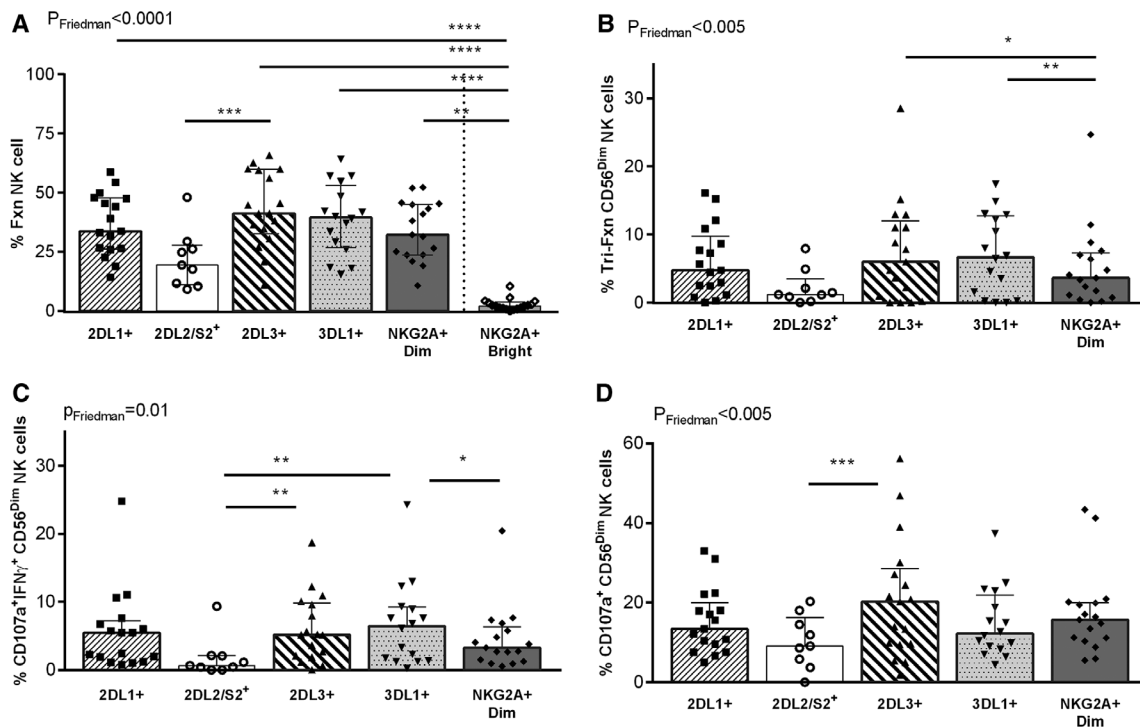 A
P Friedman<0.0001
****
****
****
**
***
% Fxn NK cell
100
75
50
25
0
2DL1+
2DL2/S2+
2DL3+
3DL1+
NKG2A+
Dim
NKG2A+
Bright
B
P Friedman<0.005
*
**
% Tri-Fxn CD56Dim NK cells
30
20
10
0
2DL1+
2DL2/S2+
2DL3+
3DL1+
NKG2A+
Dim
C
pFriedman=0.01
**
**
*
% CD107a+IFNγ+ CD56Dim NK cells
30
20
10
0
2DL1+
2DL2/S2+
2DL3+
3DL1+
NKG2A+
Dim
D
P Friedman<0.005
***
% CD107a+ CD56Dim NK cells
60
40
20
0
2DL1+
2DL2/S2+
2DL3+
3DL1+
NKG2A+
Dim